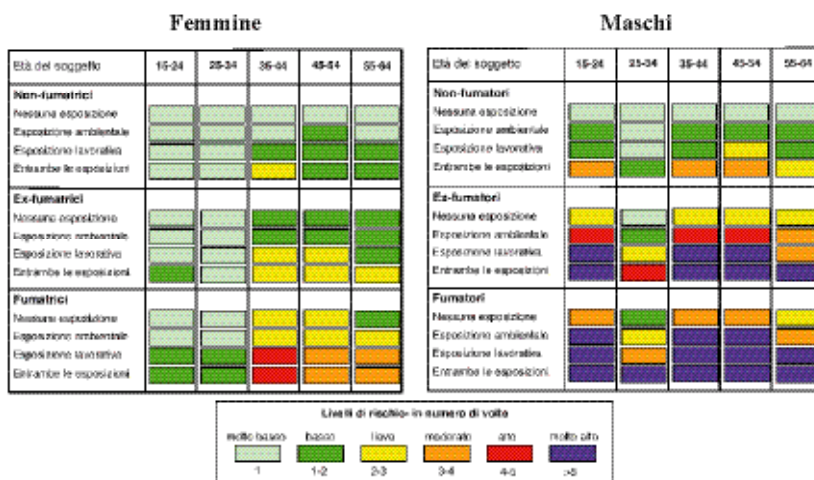 Femmine
Età del soggetto 15-24 25-34 35-44 45-54 55-64
Non-fumatrici
Nessuna esposizione
Esposizione ambientale
Esposizione lavorativa
Entrambe le esposizioni
Ex-fumatrici
Nessuna esposizione
Esposizione ambientale
Esposizione lavorativa
Entrambe le esposizioni
Fumatrici
Nessuna esposizione
Esposizione ambientale
Esposizione lavorativa
Entrambe le esposizioni
Maschi
Età del soggetto 15-24 25-34 35-44 45-54 55-64
Non-fumatori
Nessuna esposizione
Esposizione ambientale
Esposizione lavorativa
Entrambe le esposizioni
Ex-fumatori
Nessuna esposizione
Esposizione ambientale
Esposizione lavorativa
Entrambe le esposizioni
Fumatori
Nessuna esposizione
Esposizione ambientale
Esposizione lavorativa
Entrambe le esposizioni
Livelli di rischio- in numero di volte
molto basso basso lieve moderato alto molto alto
1 1-2 2-3 3-4 4-5 >5